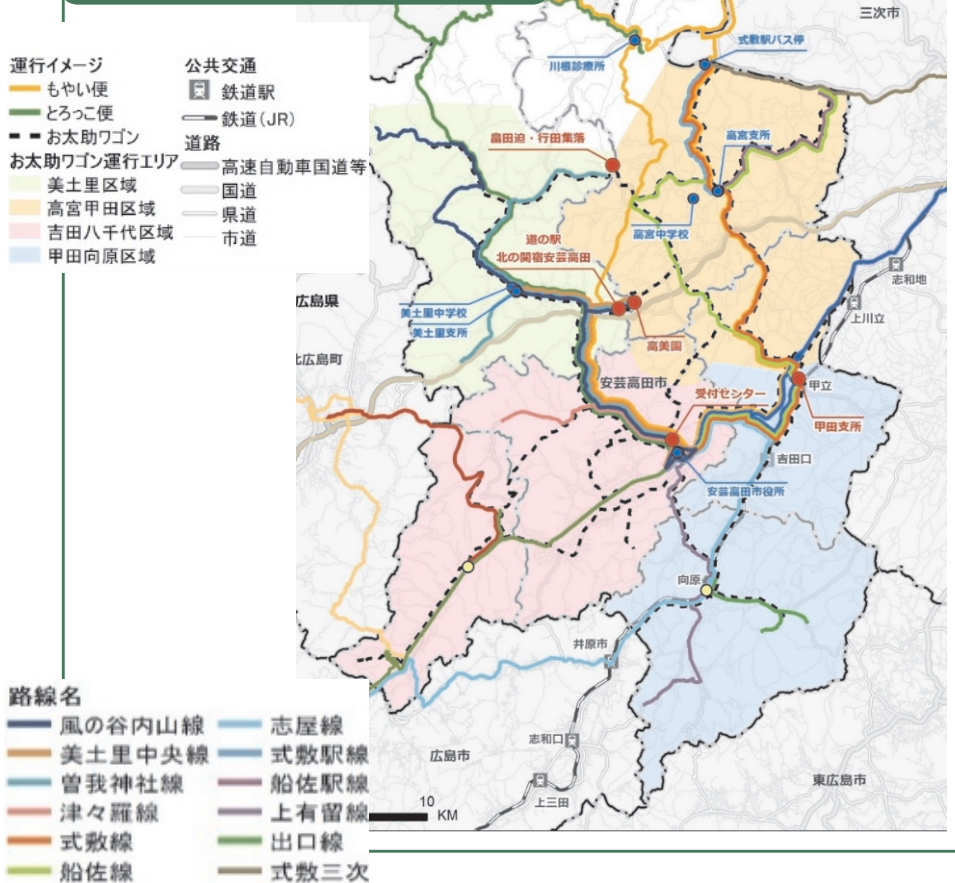 運行イメージ
もやい便
とろっこ便
お太助ワゴン
お太助ワゴン運行エリア
美土里区域
高宮甲田区域
吉田八千代区域
甲田向原区域
公共交通
鉄道駅
鉄道(JR)
道路
高速自動車国道等
国道
県道
市道
三次市
式敷駅バス停
川根診療所
畠田迫・行田集落
高宮支所
高宮中学校
道の駅
北の関宿安芸高田
志和地
広島県
美土里中学校
美土里支所
上川立
高美園
北広島町
安芸高田市
受付センター
甲立
甲田支所
吉田口
安芸高田市役所
向原
井原市
広島市
志和口
東広島市
上三田
10
KM
路線名
風の谷内山線
美土里中央線
曽我神社線
津々羅線
式敷線
船佐線
志屋線
式敷駅線
船佐駅線
上有留線
出口線
式敷三次